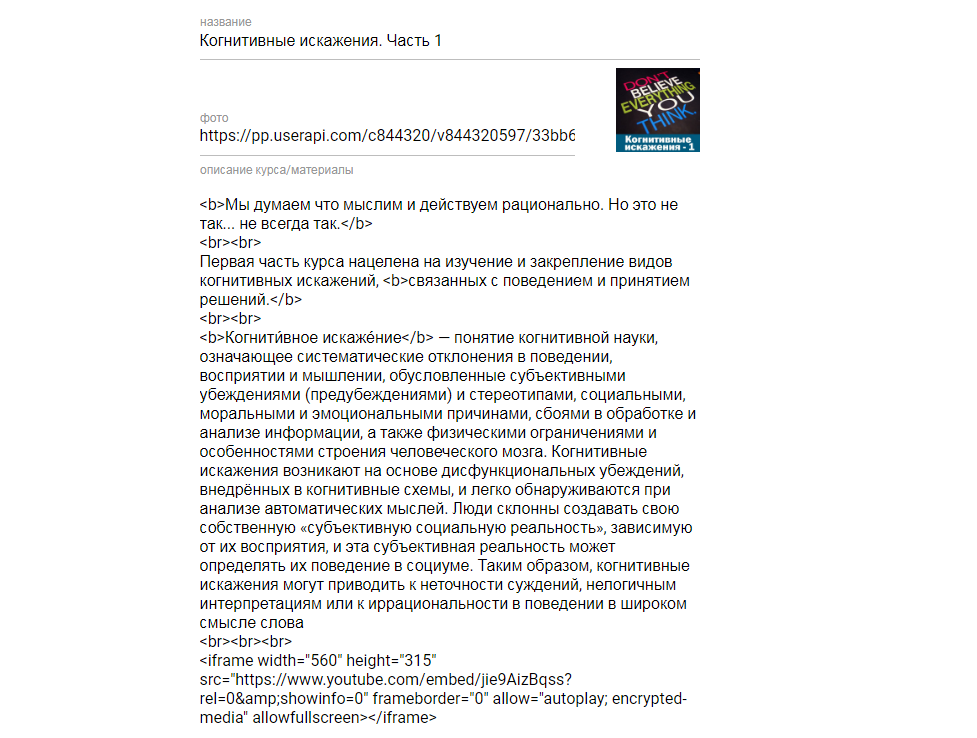 название
Когнитивные искажения. Часть 1
DON'T
BELIEVE
EVERYTHING
YOU
THINK.
Когнитивные
искажения - 1
фото
https://pp.userapi.com/c844320/v844320597/33bb6
описание курса/материалы
<b>Мы думаем что мыслим и действуем рационально. Но это не
так... не всегда так.</b>
<br><br>
Первая часть курса нацелена на изучение и закрепление видов
когнитивных искажений, <b>связанных с поведением и принятием
решений.</b>
<br><br>
<b>Когнити́вное искаже́ние</b> — понятие когнитивной науки,
означающее систематические отклонения в поведении,
восприятии и мышлении, обусловленные субъективными
убеждениями (предубеждениями) и стереотипами, социальными,
моральными и эмоциональными причинами, сбоями в обработке и
анализе информации, а также физическими ограничениями и
особенностями строения человеческого мозга. Когнитивные
искажения возникают на основе дисфункциональных убеждений,
внедрённых в когнитивные схемы, и легко обнаруживаются при
анализе автоматических мыслей. Люди склонны создавать свою
собственную «субъективную социальную реальность», зависимую
от их восприятия, и эта субъективная реальность может
определять их поведение в социуме. Таким образом, когнитивные
искажения могут приводить к неточности суждений, нелогичным
интерпретациям или к иррациональности в поведении в широком
смысле слова
<br><br><br>
<iframe width="560" height="315"
src="https://www.youtube.com/embed/jie9AizBqss?
rel=0&amp;showinfo=0" frameborder="0" allow="autoplay; encrypted-
media" allowfullscreen></iframe>